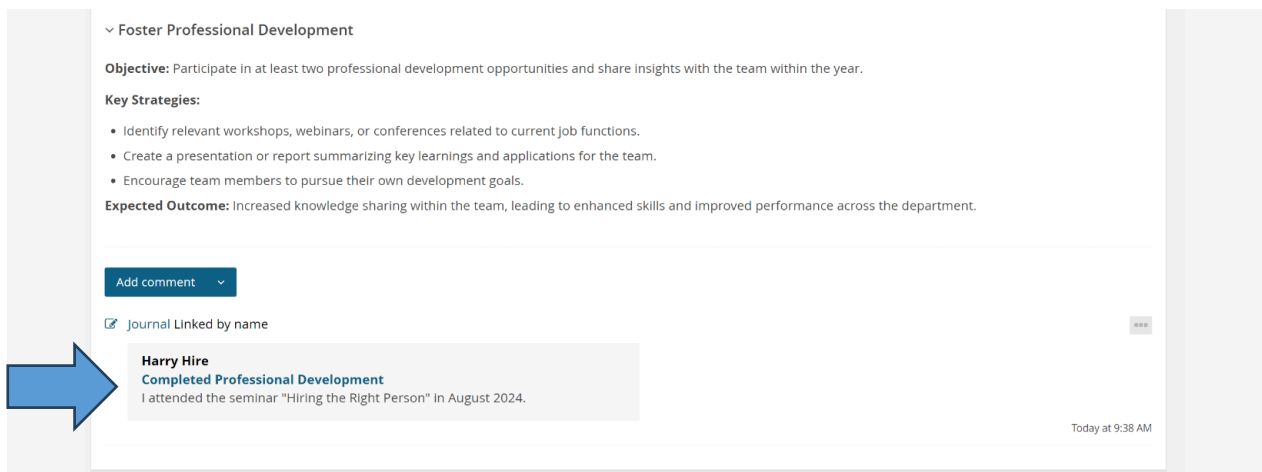 Foster Professional Development
Objective: Participate in at least two professional development opportunities and share insights with the team within the year.
Key Strategies:
• Identify relevant workshops, webinars, or conferences related to current job functions.
• Create a presentation or report summarizing key learnings and applications for the team.
• Encourage team members to pursue their own development goals.
Expected Outcome: Increased knowledge sharing within the team, leading to enhanced skills and improved performance across the department.
Add comment
Journal Linked by name
Harry Hire
Completed Professional Development
I attended the seminar "Hiring the Right Person" in August 2024.
Today at 9:38 AM